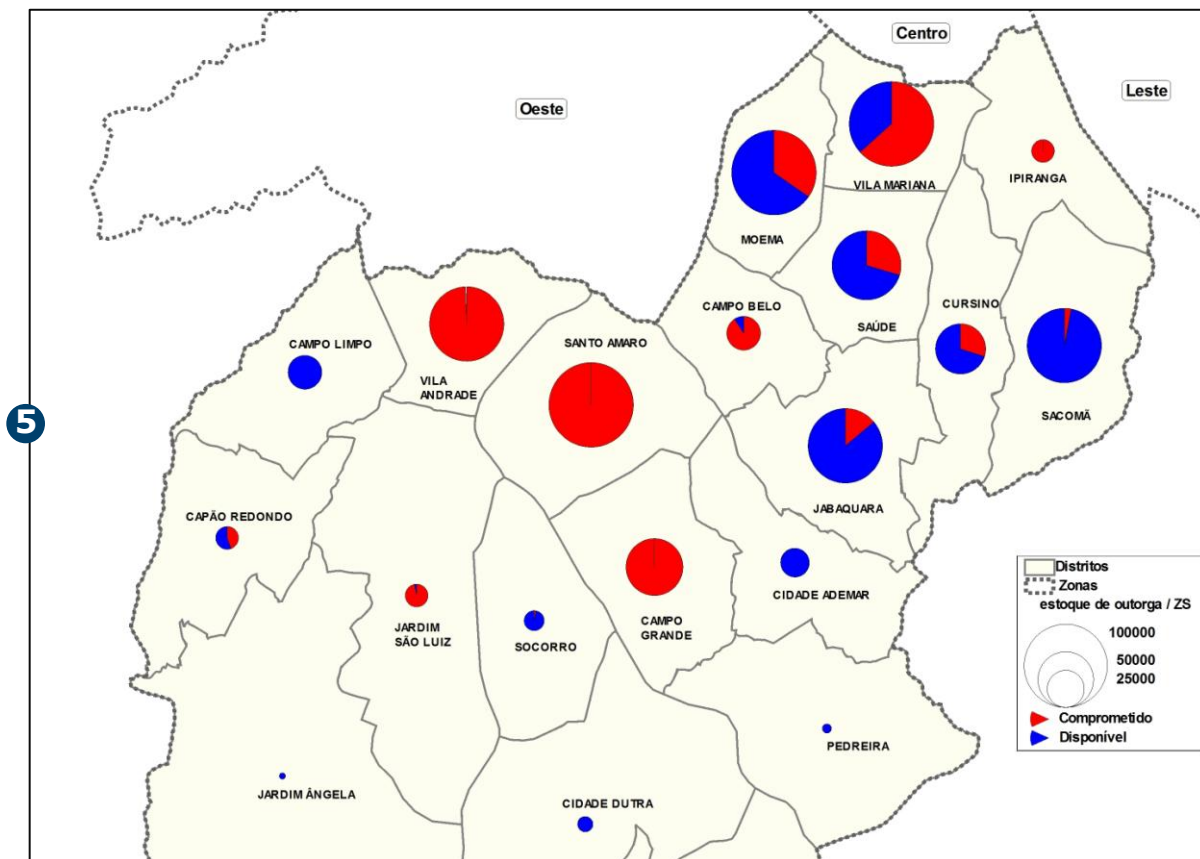 Centro
Oeste
Leste
VILA MARIANA
IPIRANGA
MOEMA
CAMPO BELO
CURSINO
SAÚDE
CAMPO LIMPO
SANTO AMARO
VILA
ANDRADE
SACOMÃ
5
JABAQUARA
CAPÃO REDONDO
CIDADE ADEMAR
JARDIM
SÃO LUIZ
CAMPO
GRANDE
SOCORRO
Distritos
Zonas
estoque de outorga / ZS
100000
50000
25000
Comprometido
Disponível
PEDREIRA
JARDIM ÂNGELA
CIDADE DUTRA